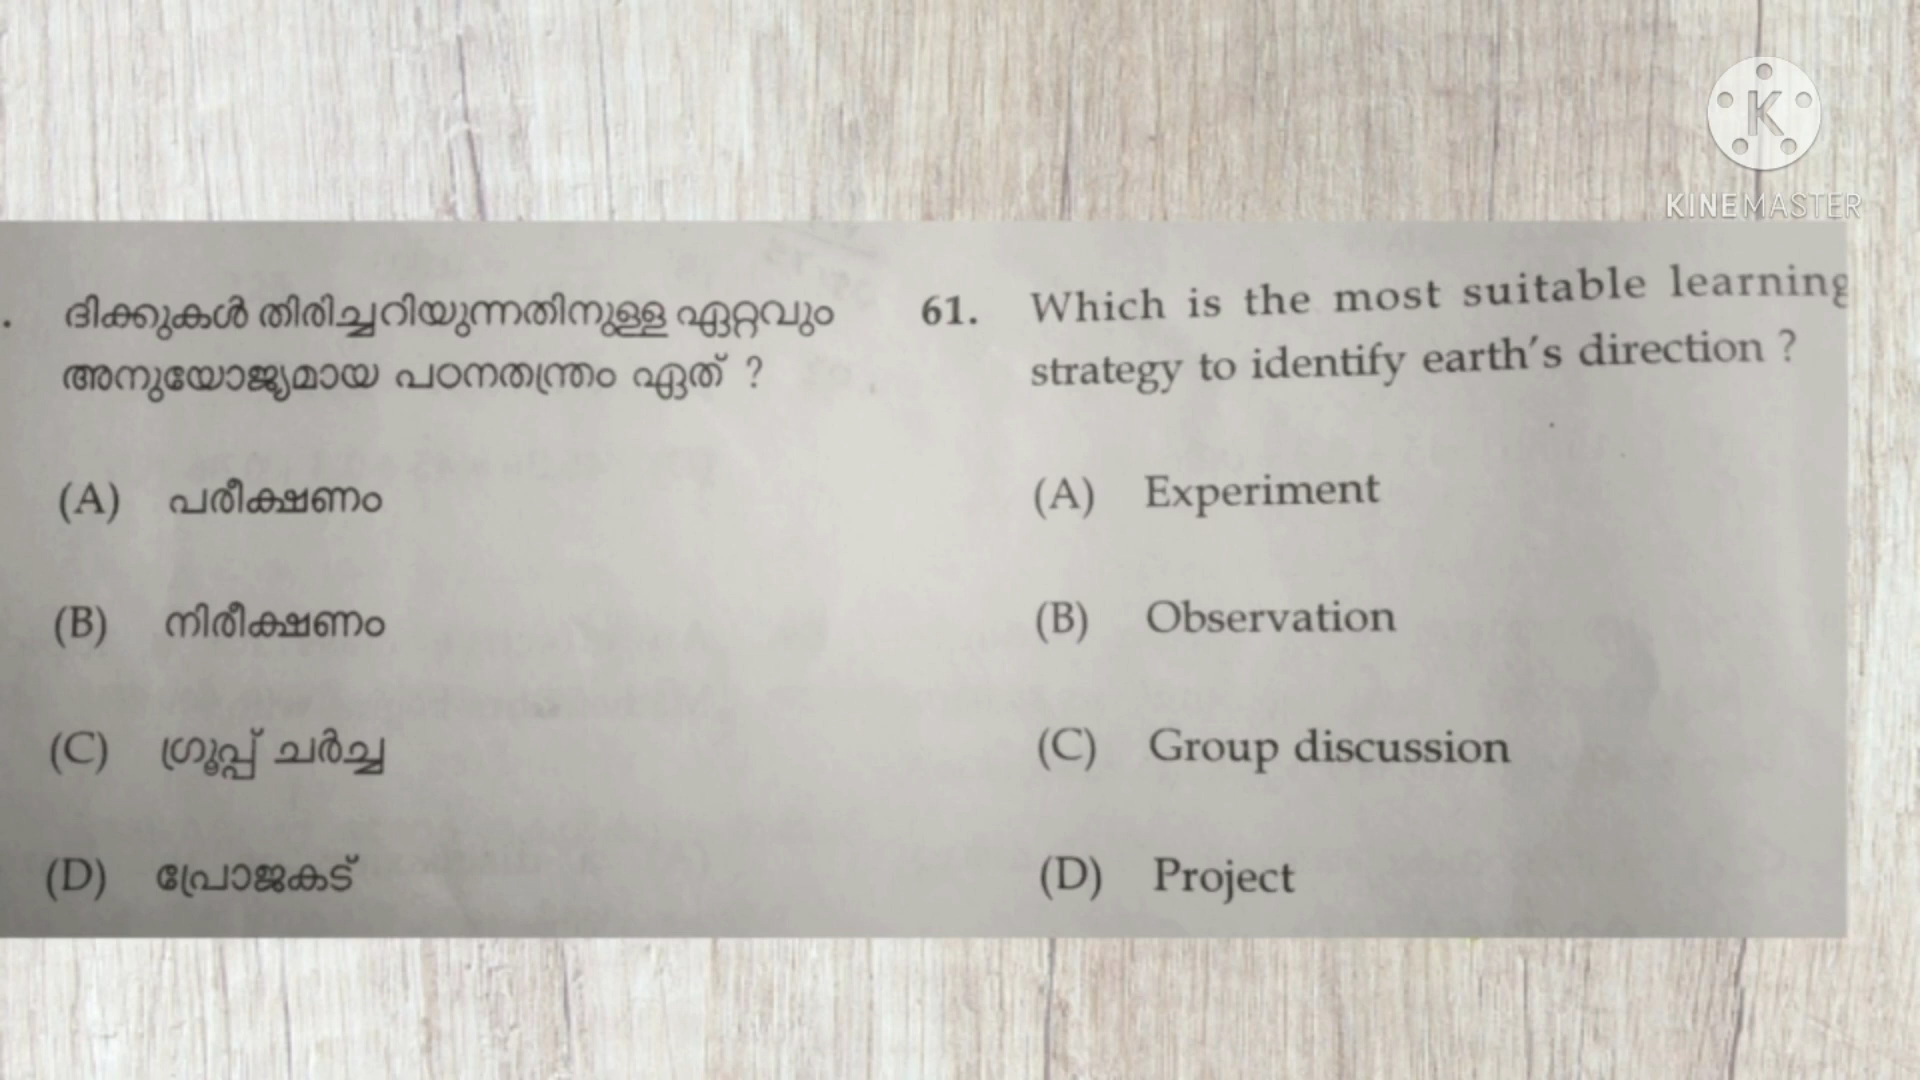 K
KINEMASTER
. ദിക്കുകൾ തിരിച്ചറിയുന്നതിനുള്ള ഏറ്റവും
അനുയോജ്യമായ പഠനതന്ത്രം ഏത് ?
(A) പരീക്ഷണം
(B) നിരീക്ഷണം
(C) ഗ്രൂപ്പ് ചർച്ച
(D) പ്രോജകട്
61. Which is the most suitable learning
strategy to identify earth's direction ?
(A) Experiment
(B) Observation
(C) Group discussion
(D) Project